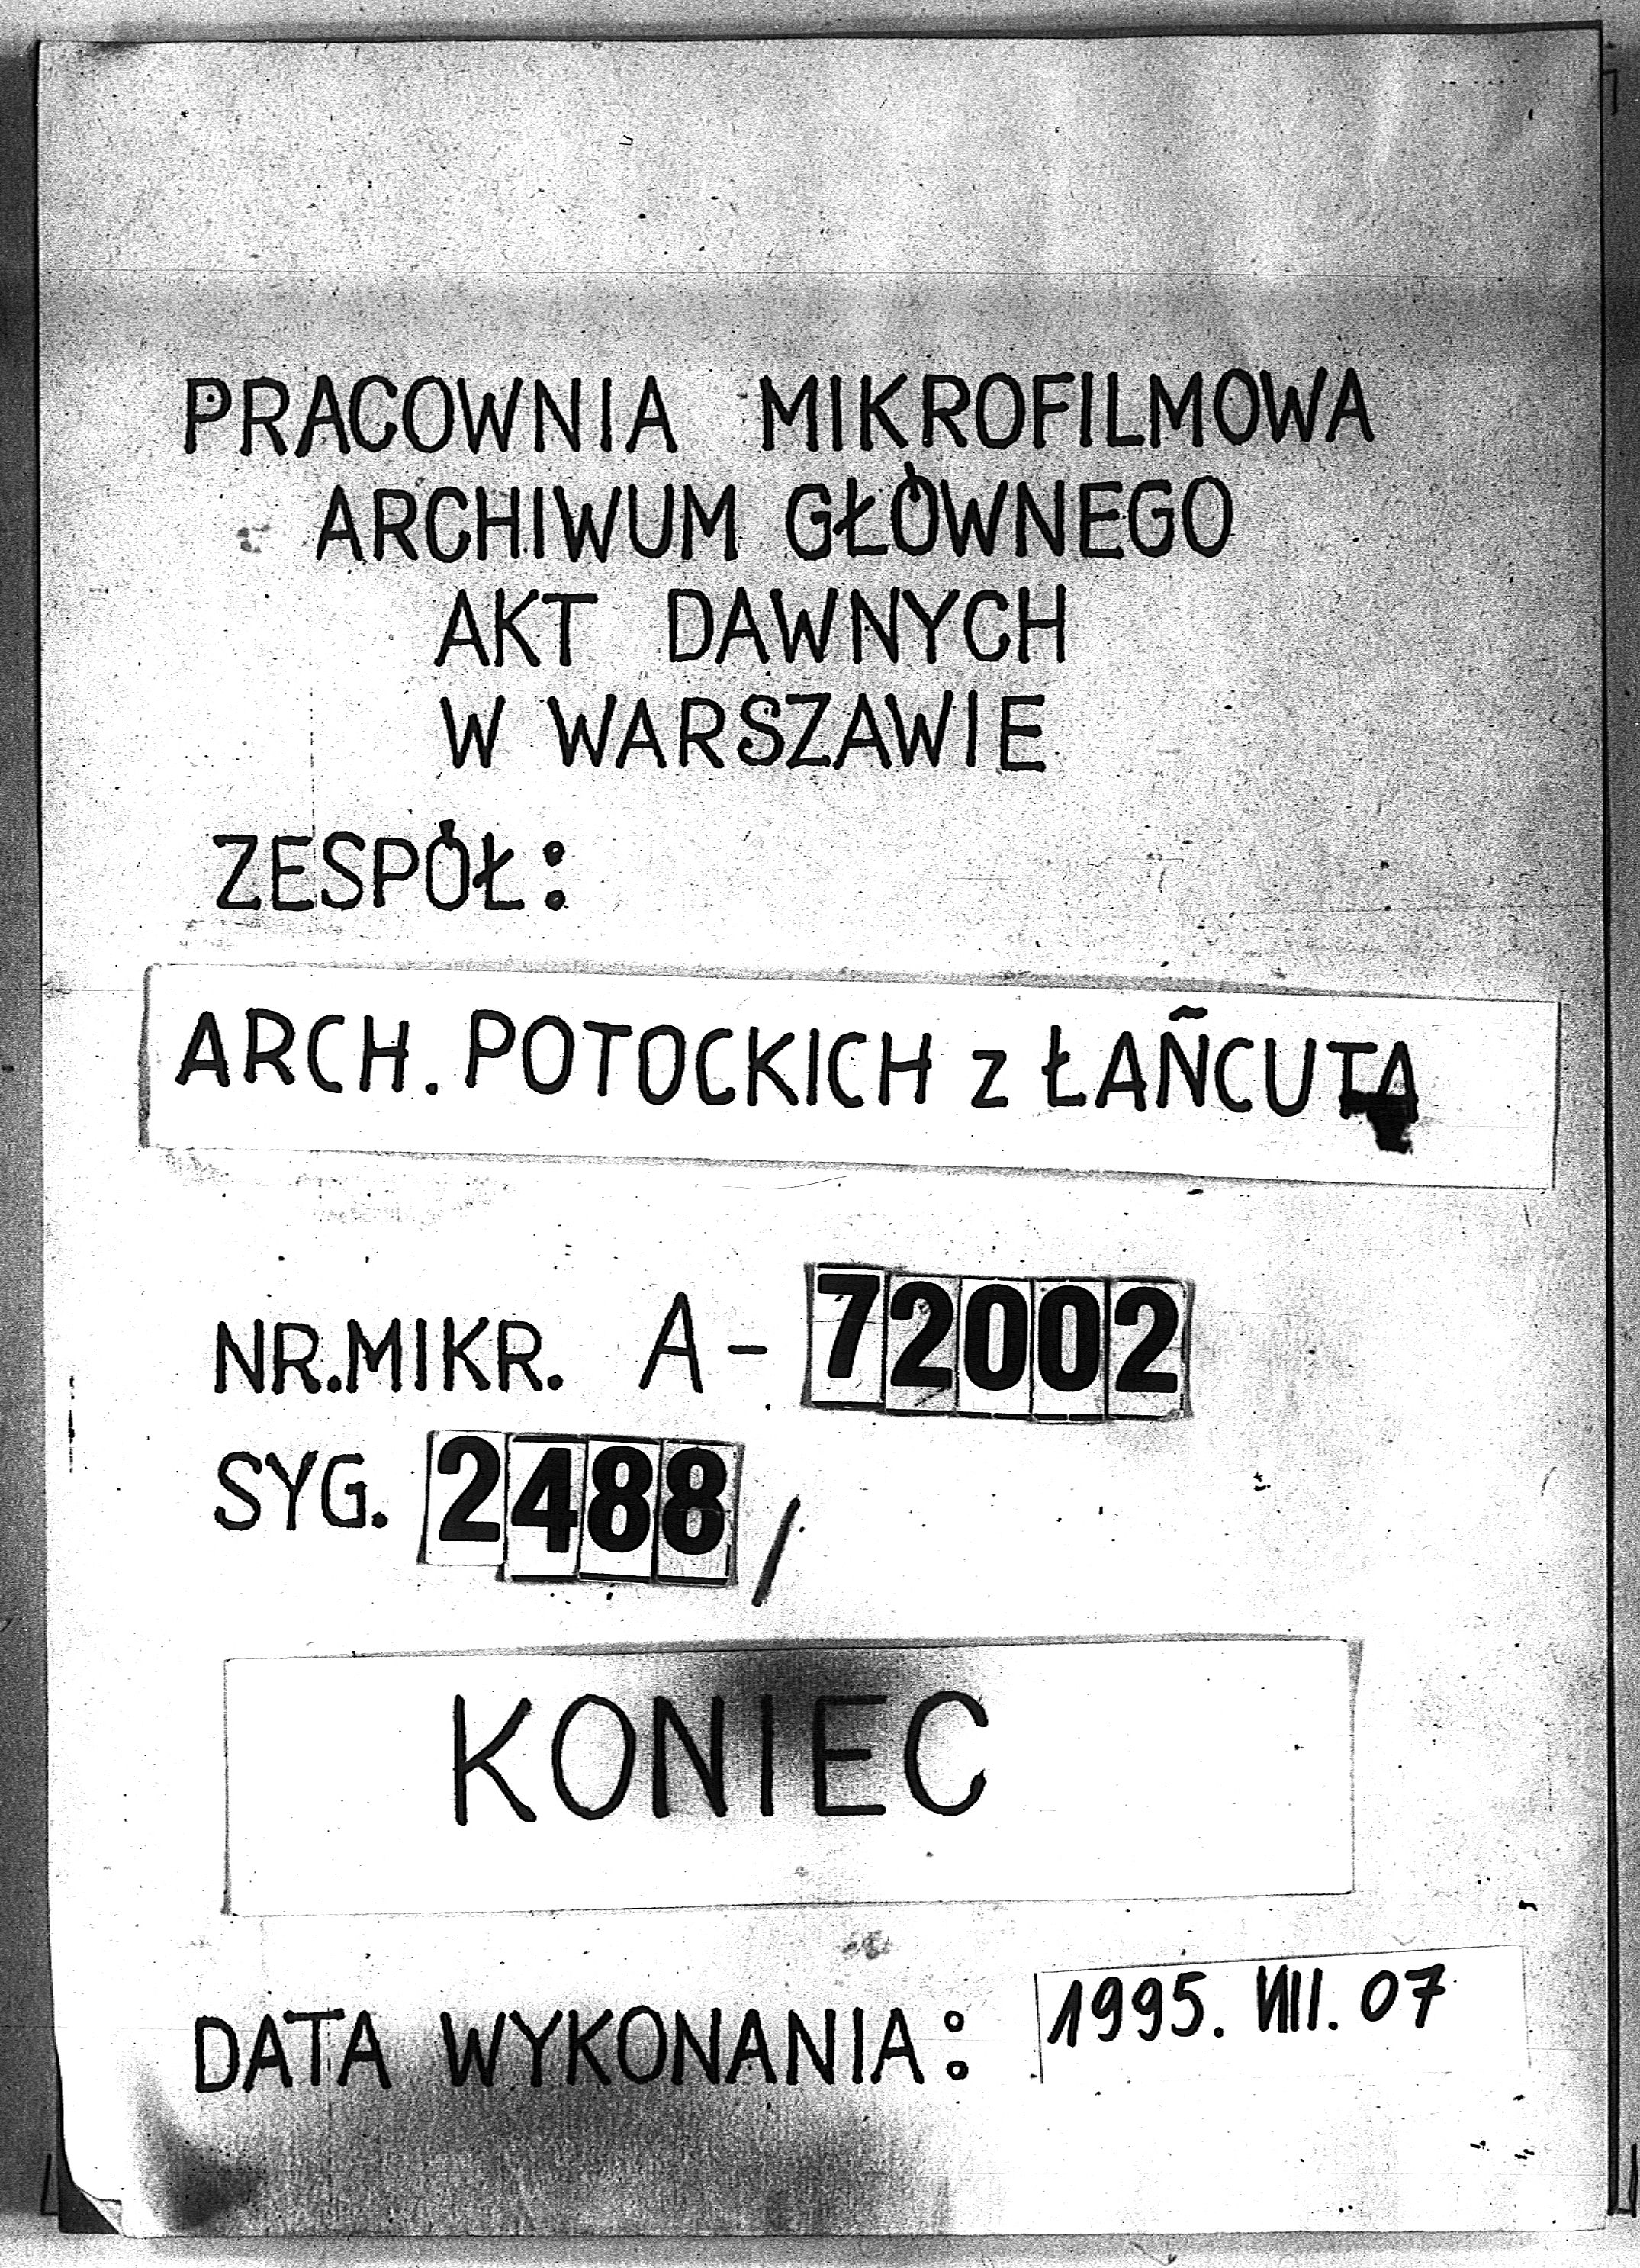 PRACOWNIA MIKROFILMOWA
ARCHIWUM GŁÓWNEGO
AKT DAWNYCH
W WARSZAWIE
ZESPÓŁ:
ARCH. POTOCKICH z ŁAÑCUTA
NR.MIKR. A-72002
SYG. 2488/
KONIEC
DATA WYKONANIA: 1995. VIII. 07